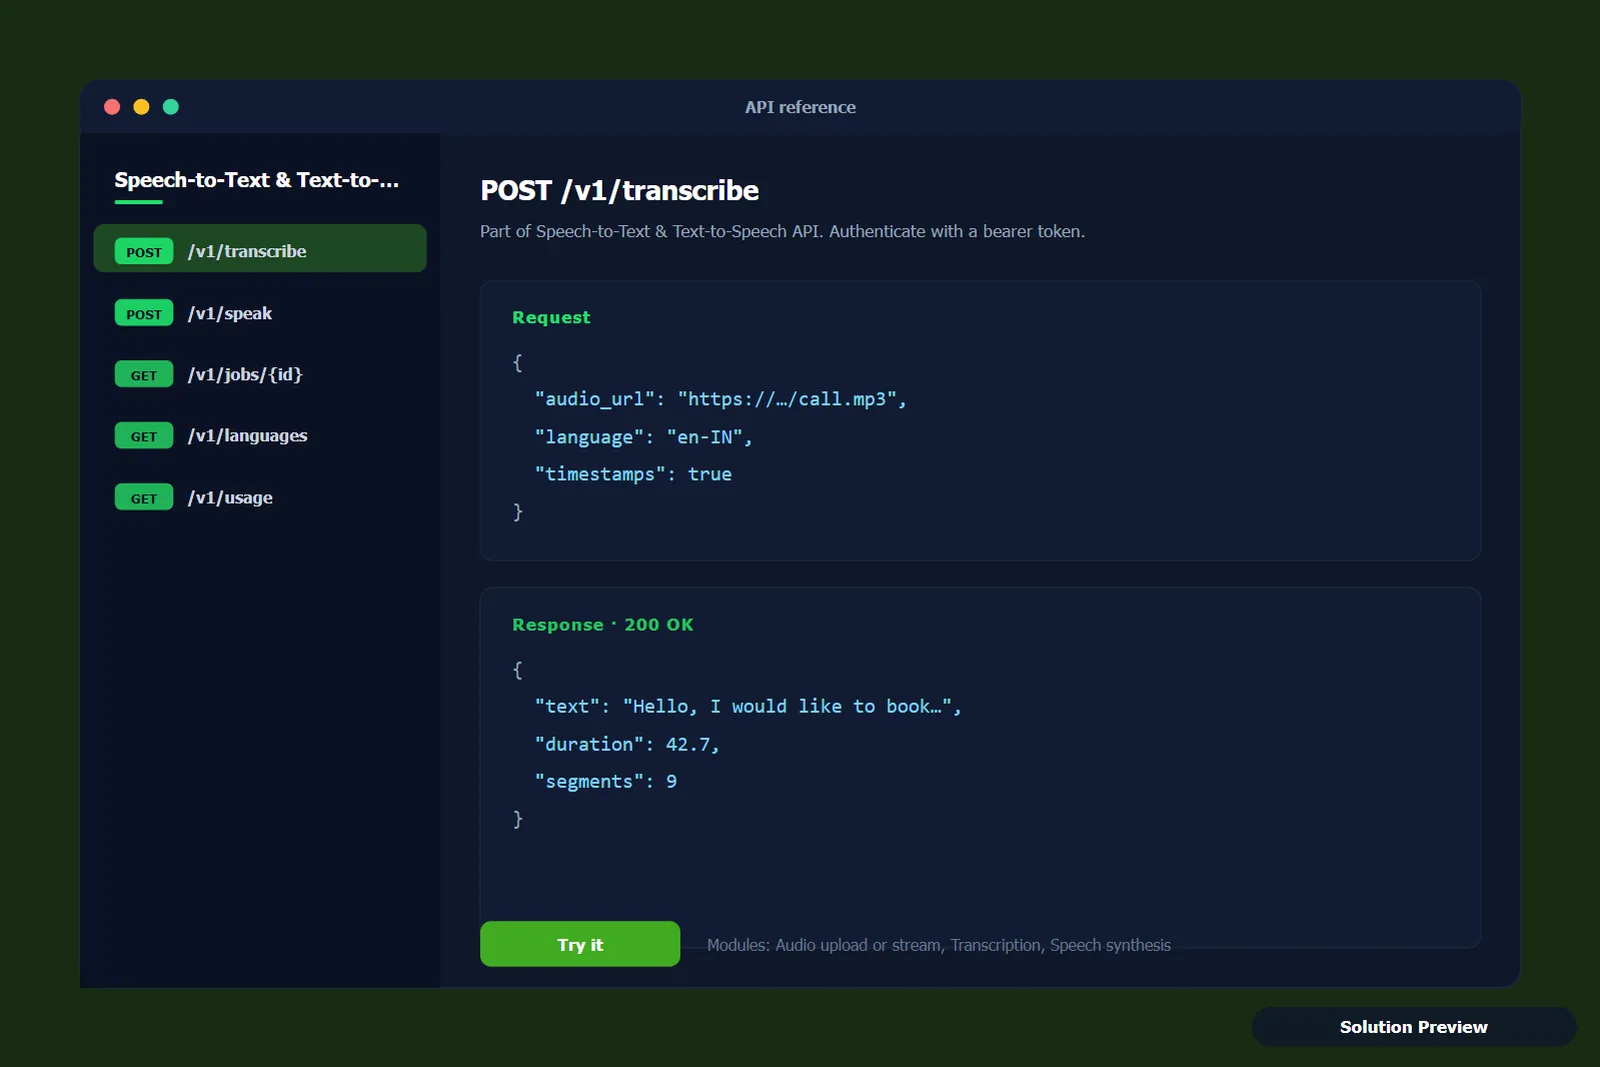 API reference
Speech-to-Text & Text-to-...
POST /v1/transcribe
POST /v1/speak
GET /v1/jobs/{id}
GET /v1/languages
GET /v1/usage
POST /v1/transcribe
Part of Speech-to-Text & Text-to-Speech API. Authenticate with a bearer token.
Request
{
  "audio_url": "https://…/call.mp3",
  "language": "en-IN",
  "timestamps": true
}
Response · 200 OK
{
  "text": "Hello, I would like to book…",
  "duration": 42.7,
  "segments": 9
}
Try it
Modules: Audio upload or stream, Transcription, Speech synthesis
Solution Preview